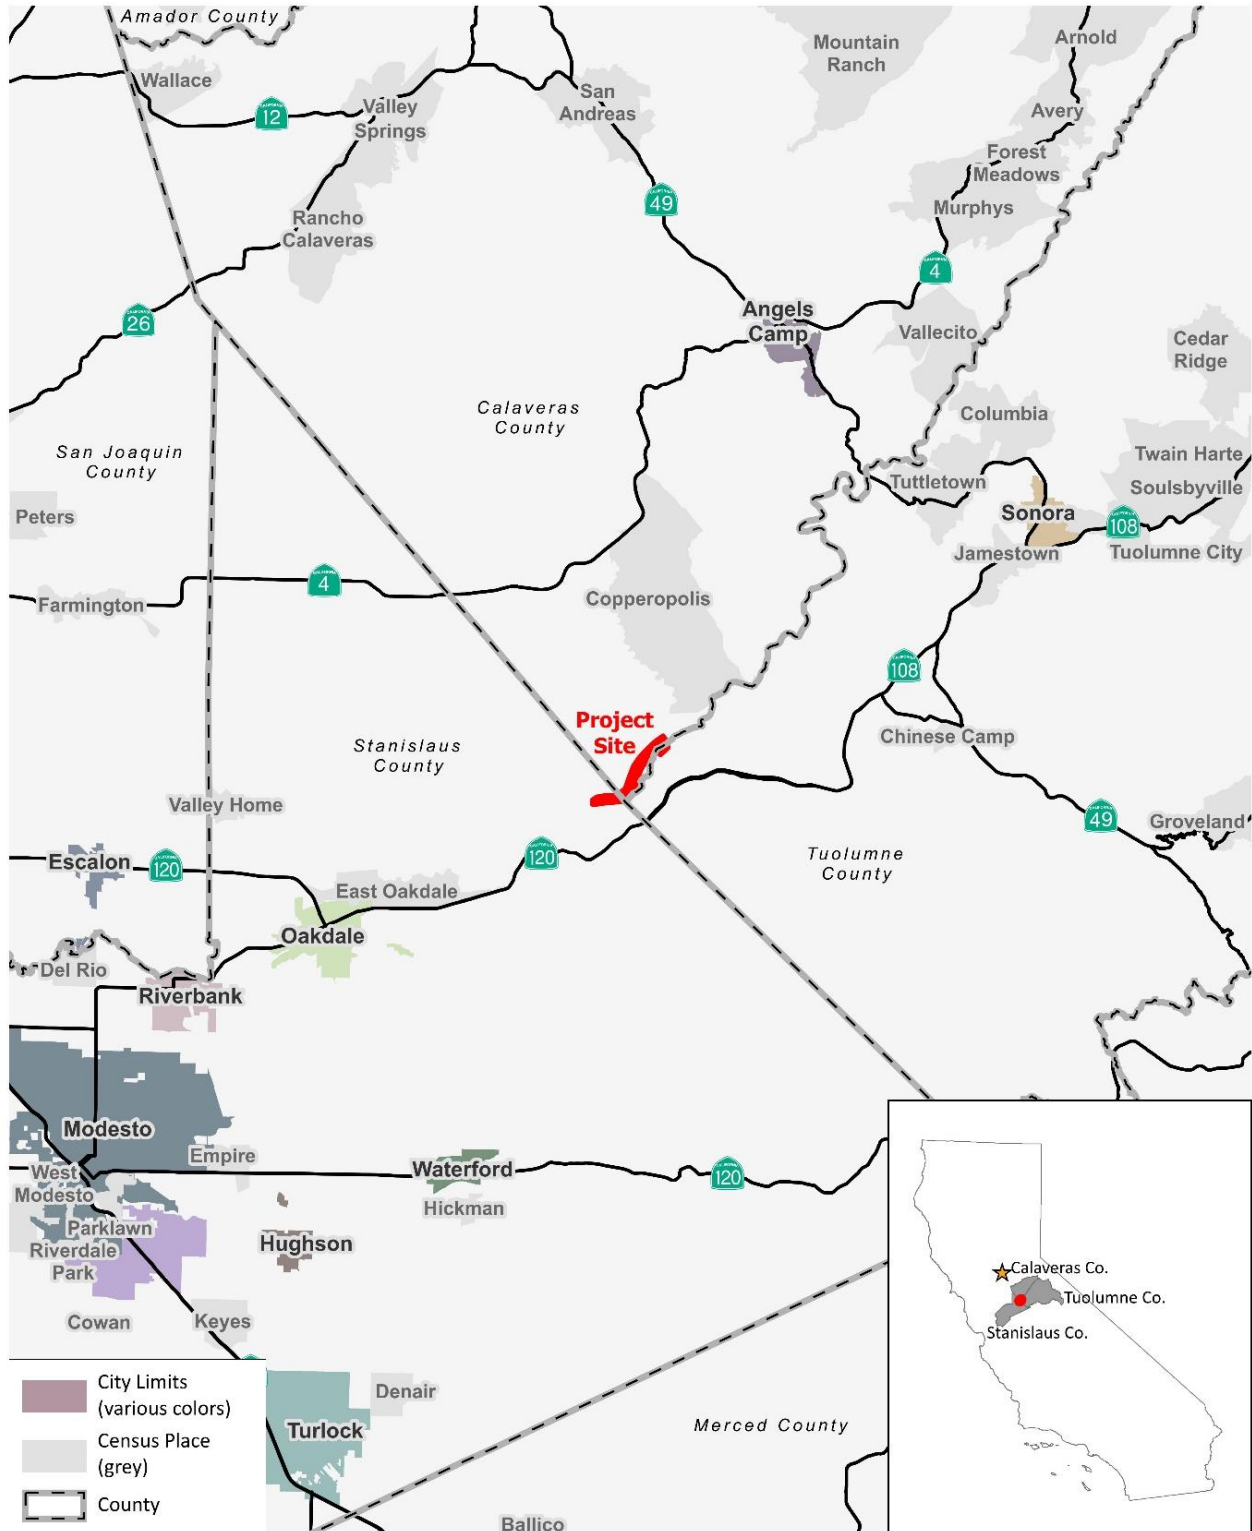 Amador County
Wallace
12
Valley
Springs
San
Andreas
Mountain
Ranch
Arnold
Avery
Forest
Meadows
Murphys
49
Rancho
Calaveras
4
26
Angels
Camp
Vallecito
Cedar
Ridge
Calaveras
County
Columbia
San Joaquin
County
Twain Harte
Tuttletown
Soulsbyville
Peters
Sonora
108
Jamestown
Tuolumne City
4
Farmington
Copperopolis
108
Project
Site
Chinese Camp
Stanislaus
County
Valley Home
49
Groveland
Escalon
120
120
Tuolumne
County
East Oakdale
Oakdale
Del Rio
Riverbank
Modesto
Empire
West
Modesto
Waterford
120
Hickman
Parklawn
Riverdale
Park
Hughson
Cowan
Keyes
Denair
Turlock
Merced County
Ballico
City Limits
(various colors)
Census Place
(grey)
County
Calaveras Co.
Tuolumne Co.
Stanislaus Co.